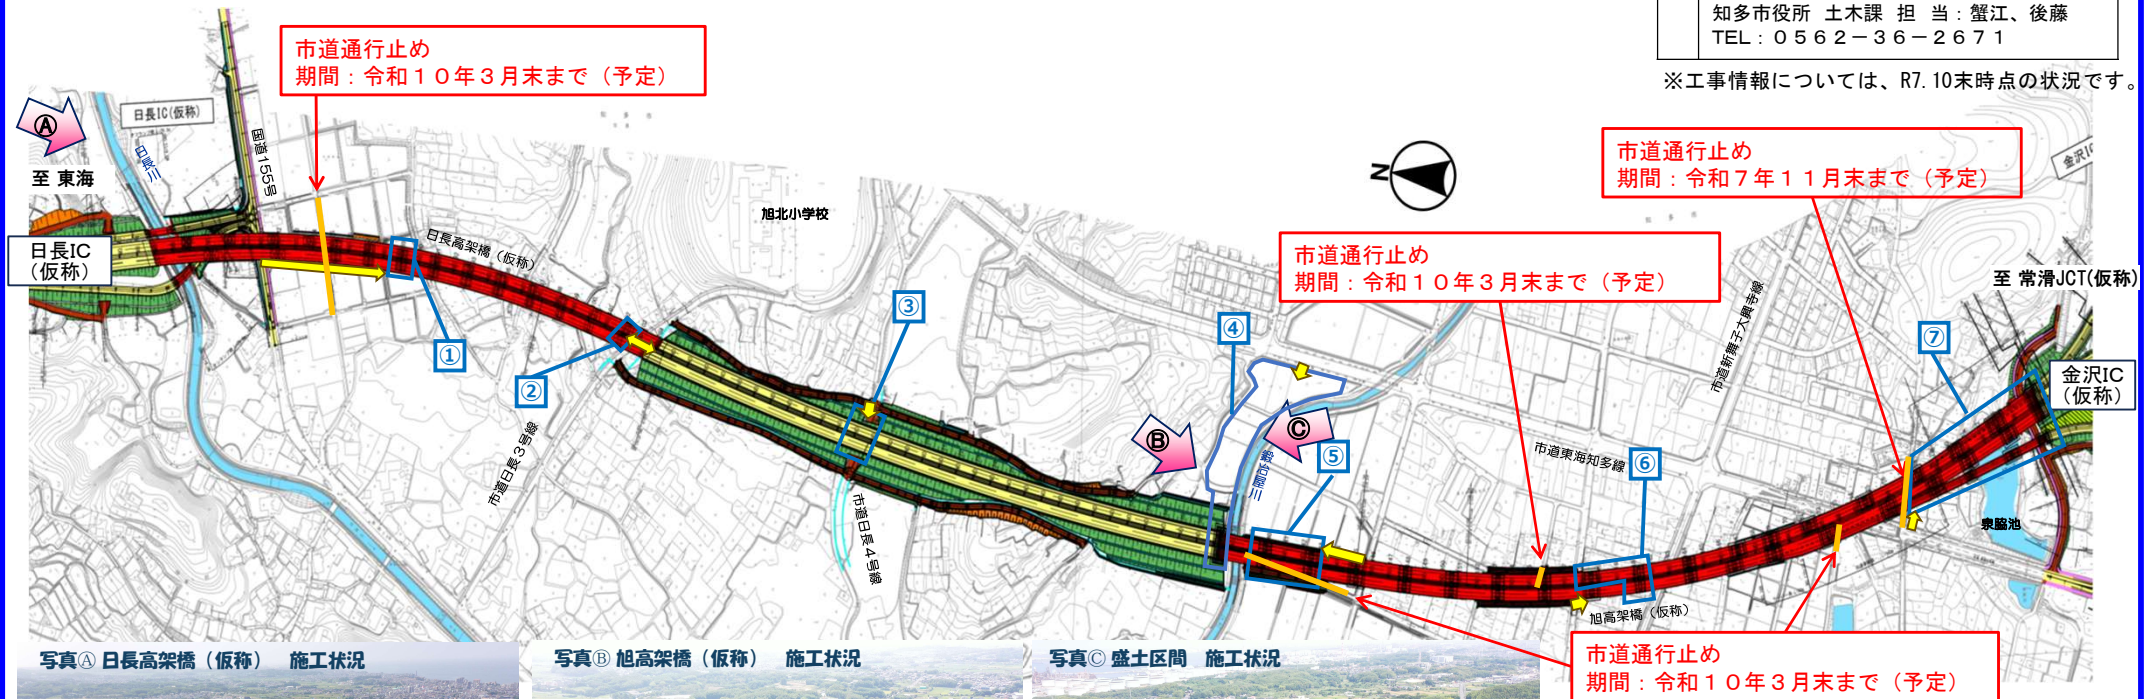 知多市役所 土木課 担 当：蟹江、後藤
TEL：０５６２－３６－２６７１
※工事情報については、R7.10末時点の状況です。
市道通行止め
期間：令和１０年３月末まで（予定）
Ⓐ
日長IC(仮称)
日長川
国道155号
至 東海
日長IC
（仮称）
日長高架橋（仮称）
旭北小学校
N
市道通行止め
期間：令和７年１１月末まで（予定）
金沢IC
市道通行止め
期間：令和１０年３月末まで（予定）
至 常滑JCT(仮称)
市道新舞子大興寺線
①
②
③
④
⑦
金沢IC
（仮称）
Ⓑ
Ⓒ
⑤
⑥
市道東海知多線
市道日長３号線
市道日長４号線
泉脇池
旭高架橋（仮称）
市道通行止め
期間：令和１０年３月末まで（予定）
写真Ⓐ 日長高架橋（仮称） 施工状況
写真Ⓑ 旭高架橋（仮称） 施工状況
写真Ⓒ 盛土区間 施工状況